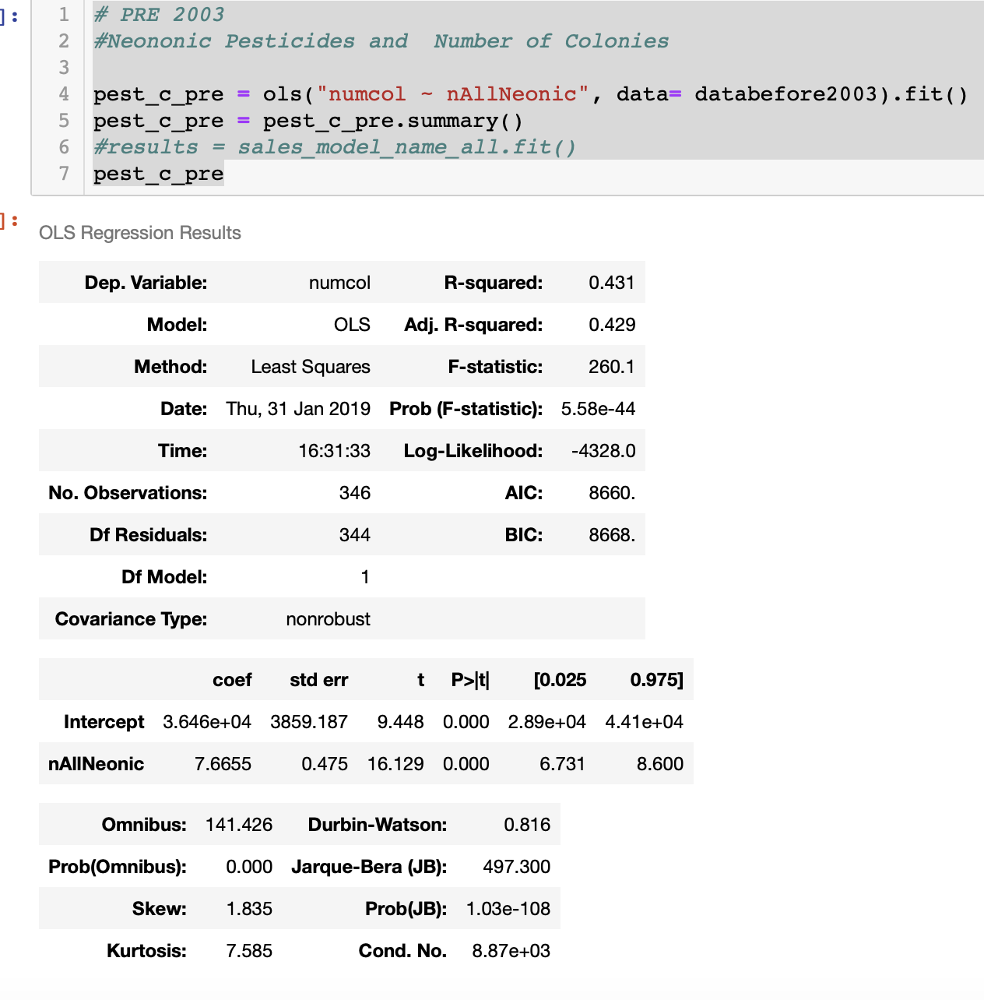 ]:
1 # PRE 2003
2 #Neononic Pesticides and  Number of Colonies
3
4 pest_c_pre = ols("numcol ~ nAllNeonic", data= databefore2003).fit()
5 pest_c_pre = pest_c_pre.summary()
6 #results = sales_model_name_all.fit()
7 pest_c_pre
]:
OLS Regression Results
Dep. Variable: numcol R-squared: 0.431
Model: OLS Adj. R-squared: 0.429
Method: Least Squares F-statistic: 260.1
Date: Thu, 31 Jan 2019 Prob (F-statistic): 5.58e-44
Time: 16:31:33 Log-Likelihood: -4328.0
No. Observations: 346 AIC: 8660.
Df Residuals: 344 BIC: 8668.
Df Model: 1
Covariance Type: nonrobust
coef std err t P>|t| [0.025 0.975]
Intercept 3.646e+04 3859.187 9.448 0.000 2.89e+04 4.41e+04
nAllNeonic 7.6655 0.475 16.129 0.000 6.731 8.600
Omnibus: 141.426 Durbin-Watson: 0.816
Prob(Omnibus): 0.000 Jarque-Bera (JB): 497.300
Skew: 1.835 Prob(JB): 1.03e-108
Kurtosis: 7.585 Cond. No. 8.87e+03